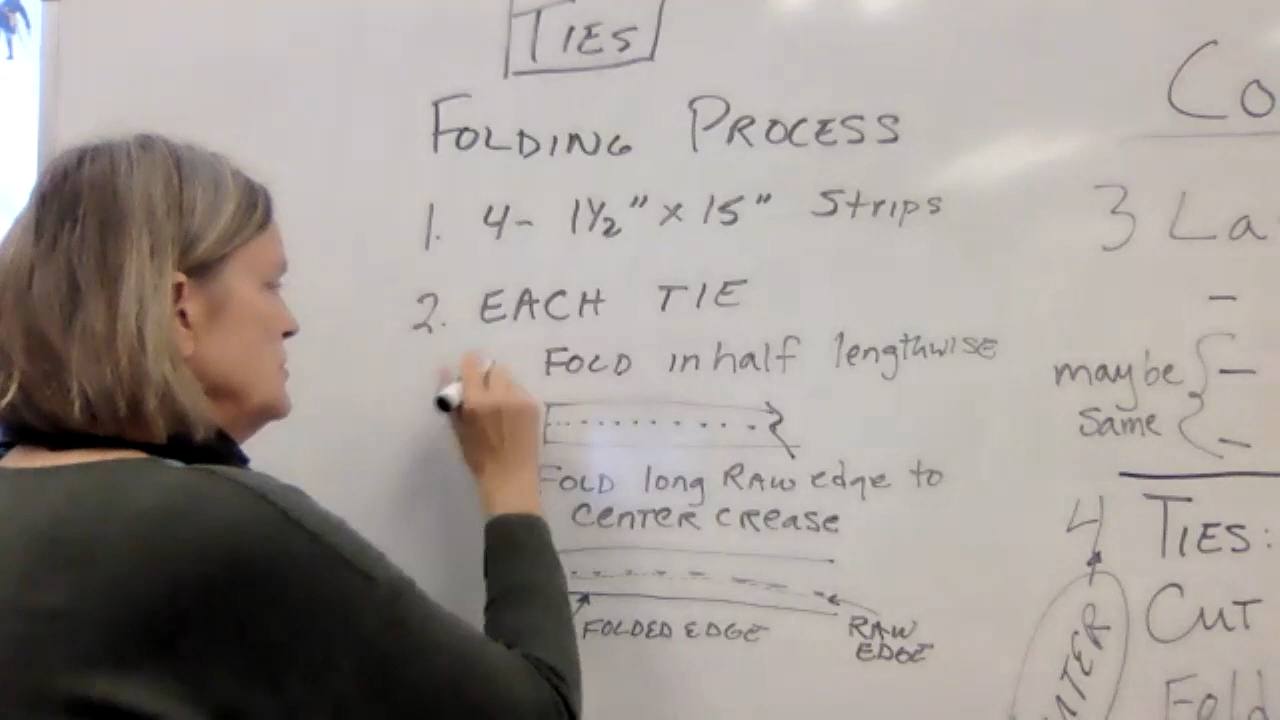 TIES
FOLDING PROCESS
1. 4- 1½" x 15" Strips
2. EACH TIE
FOLD in half lengthwise
FOLD long RAW edge to
CENTER CREASE
FOLDED EDGE
RAW
EDGE
Co
3 La
maybe
same
4 TIES:
CUT
Fold